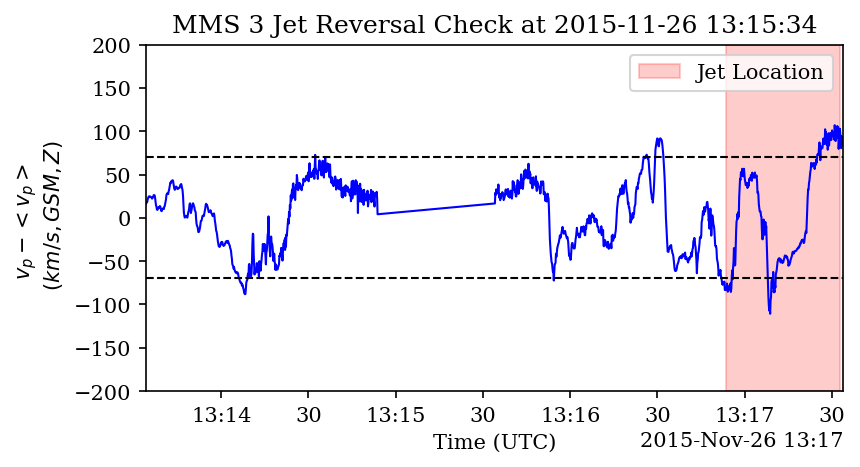 MMS 3 Jet Reversal Check at 2015-11-26 13:15:34
v_p − < v_p >
(km/s, GSM, Z)
200
150
100
50
0
−50
−100
−150
−200
Jet Location
13:14 30 13:15 30 13:16 30 13:17 30
Time (UTC)
2015-Nov-26 13:17